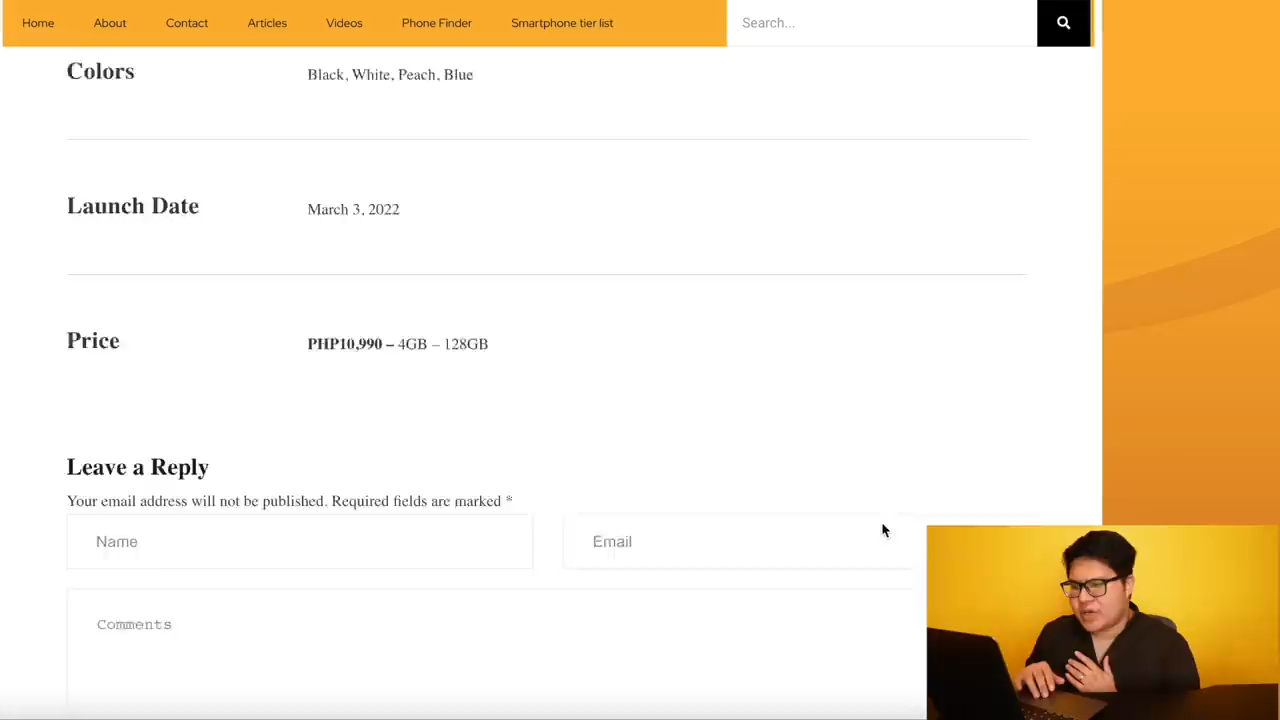 Home About Contact Articles Videos Phone Finder Smartphone tier list Search...
Colors Black, White, Peach, Blue
Launch Date March 3, 2022
Price PHP10,990 – 4GB – 128GB
Leave a Reply
Your email address will not be published. Required fields are marked *
Name Email
Comments